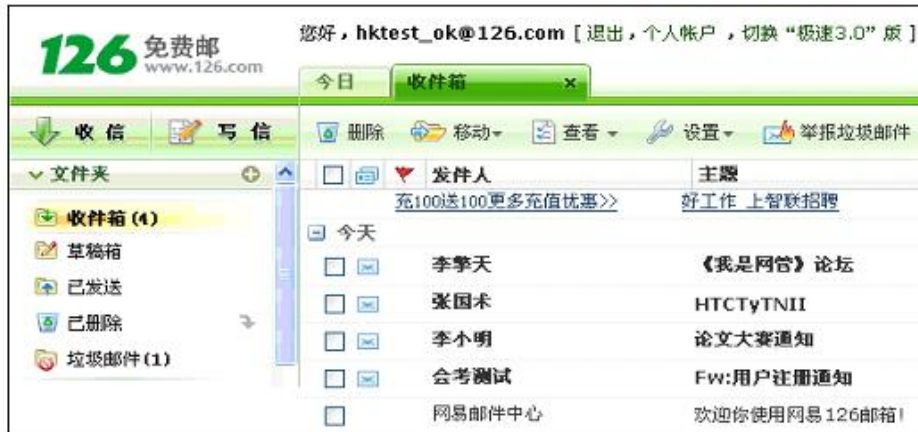 126 免费邮
www.126.com
您好，hktest_ok@126.com [ 退出，个人帐户 ，切换 “极速3.0” 版 ]
今日 收件箱 ×
收 信 写 信
删除 移动 查看 设置 举报垃圾邮件
文件夹
收件箱 (4)
草稿箱
已发送
已删除
垃圾邮件 (1)
发件人 主题
充100送100更多充值优惠>> 好工作 上智联招聘
今天
李擎天 《我是网管》论坛
张国术 HTCTyTNII
李小明 论文大赛通知
会考测试 Fw:用户注册通知
网易邮件中心 欢迎你使用网易126邮箱!